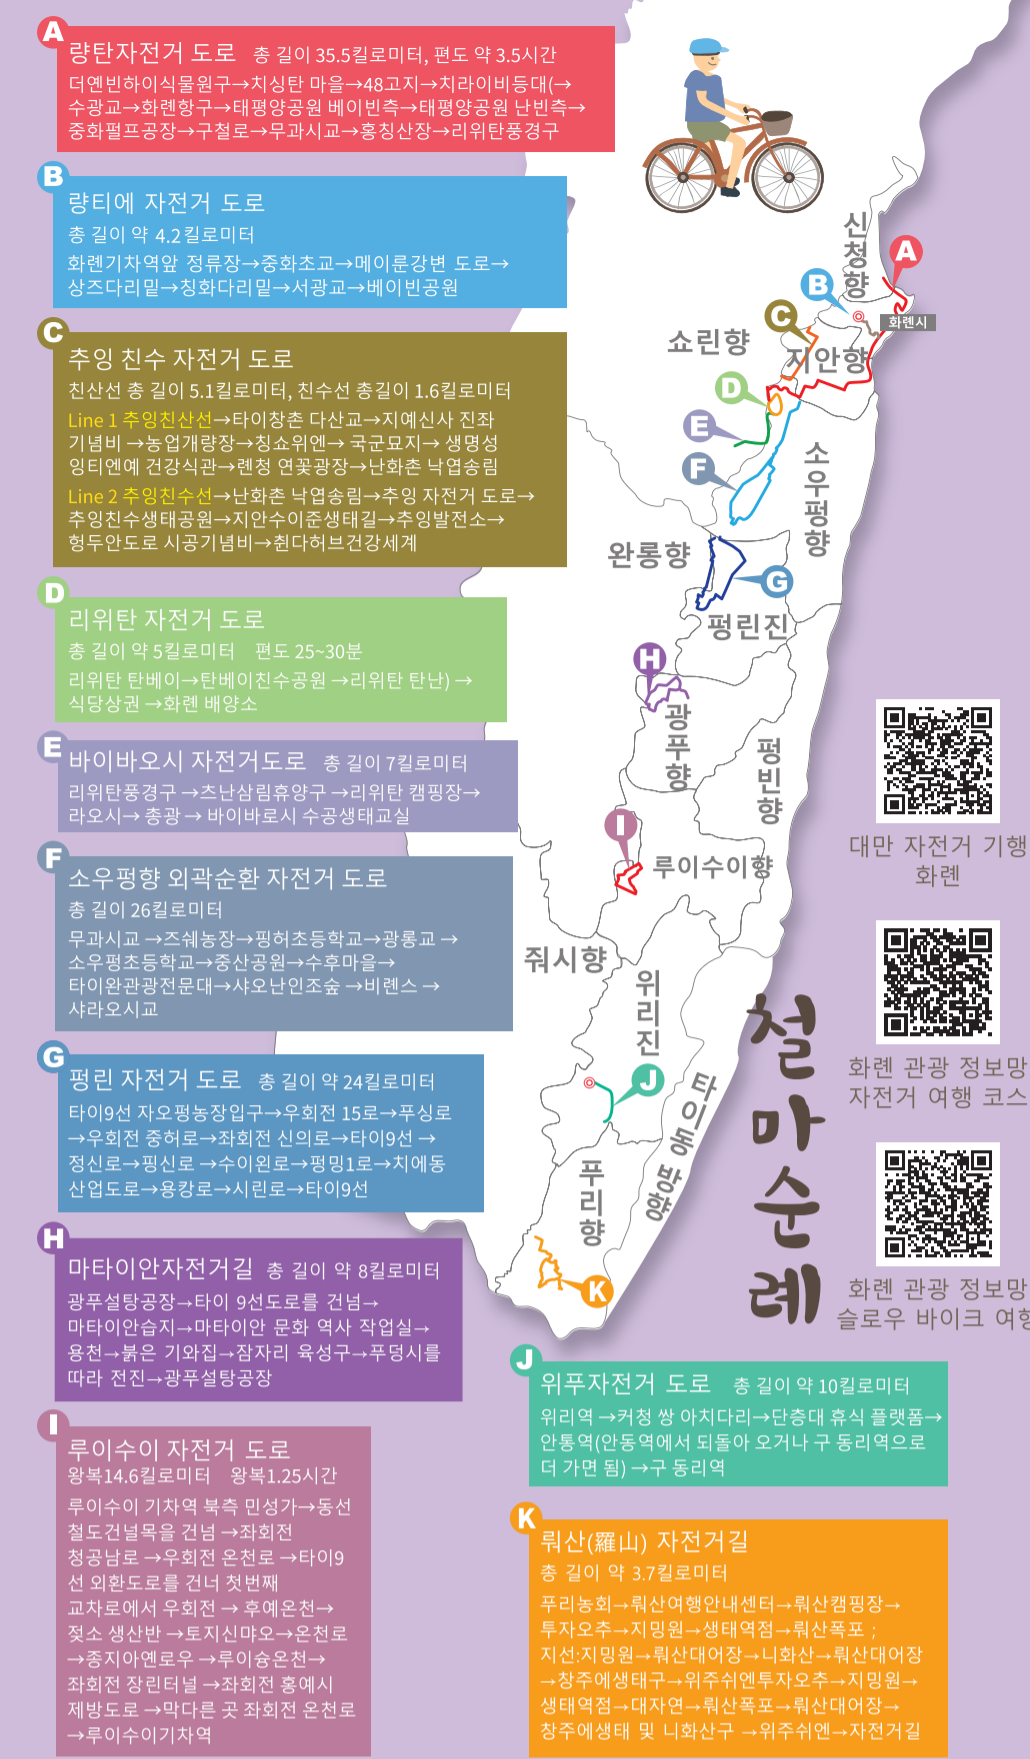 A
량탄자전거 도로 총 길이 35.5킬로미터, 편도 약 3.5시간
더옌빈하이식물원구→치싱탄 마을→48고지→치라이비등대(→
수광교→화롄항구→태평양공원 베이빈측→태평양공원 난빈측→
중화펄프공장→구철로→무과시교→홍칭산장→리위탄풍경구
B
량티에 자전거 도로
총 길이 약 4.2킬로미터
화롄기차역앞 정류장→중화초교→메이룬강변 도로→
상즈다리밑→칭화다리밑→서광교→베이빈공원
C
추잉 친수 자전거 도로
친산선 총 길이 5.1킬로미터, 친수선 총길이 1.6킬로미터
Line 1 추잉친산선→타이창촌 다산교→지예신사 진좌
기념비 →농업개량장→칭쇼위엔→ 국군묘지→ 생명성
잉티엔예 건강식관→롄청 연꽃광장→난화촌 낙엽송림
Line 2 추잉친수선→난화촌 낙엽송림→추잉 자전거 도로→
추잉친수생태공원→지안수이준생태길→추잉발전소→
헝두안도로 시공기념비→췬다허브건강세계
D
리위탄 자전거 도로
총 길이 약 5킬로미터 편도 25~30분
리위탄 탄베이→탄베이친수공원 →리위탄 탄난) →
식당상권 →화롄 배양소
E
바이바오시 자전거도로 총 길이 7킬로미터
리위탄풍경구 →츠난삼림휴양구 →리위탄 캠핑장→
라오시→ 총광→ 바이바로시 수공생태교실
F
소우펑향 외곽순환 자전거 도로
총 길이 26킬로미터
무과시교 →즈쉐농장→핑허초등학교→광롱교 →
소우펑초등학교→중산공원→수후마을→
타이완관광전문대→샤오난인조숲 →비롄스 →
샤라오시교
G
펑린 자전거 도로 총 길이 약 24킬로미터
타이9선 자오펑농장입구→우회전 15로→푸싱로
→우회전 중허로→좌회전 신의로→타이9선 →
정신로→핑신로 →수이왼로→펑밍1로→치에동
산업도로→용캉로→시린로→타이9선
H
마타이안자전거길 총 길이 약 8킬로미터
광푸설탕공장→타이 9선도로를 건넘→
마타이안습지→마타이안 문화 역사 작업실→
용천→붉은 기와집→잠자리 육성구→푸덩시를
따라 전진→광푸설탕공장
I
루이수이 자전거 도로
왕복14.6킬로미터 왕복1.25시간
루이수이 기차역 북측 민성가→동선
철도건널목을 건넘 →좌회전
청공남로 →우회전 온천로 →타이9
선 외환도로를 건너 첫번째
교차로에서 우회전 → 후예온천→
젖소 생산반 →토지신먀오→온천로
→종지아옌로우 →루이슝온천→
좌회전 장린터널 →좌회전 홍예시
제방도로 →막다른 곳 좌회전 온천로
→루이수이기차역
J
위푸자전거 도로 총 길이 약 10킬로미터
위리역 →커청 쌍 아치다리→단층대 휴식 플랫폼→
안통역(안동역에서 되돌아 오거나 구 동리역으로
더 가면 됨) →구 동리역
K
뤄산(羅山) 자전거길
총 길이 약 3.7킬로미터
푸리농회→뤄산여행안내센터→뤄산캠핑장→
투자오추→지밍원→생태역점→뤄산폭포 ;
지선:지밍원→뤄산대어장→니화산→뤄산대어장
→창주에생태구→위주쉬엔투자오추→지밍원→
생태역점→대자연→뤄산폭포→뤄산대어장→
창주에생태 및 니화산구 →위주쉬엔→자전거길
신청향
A
B
화롄시
C
쇼린향
지안향
D
E
F
소우펑향
완롱향
G
펑린진
H
광푸향
펑빈향
I
루이수이향
줘시향
위리진
J
타이동 방향
푸리향
K
철마순례
대만 자전거 기행
화롄
화롄 관광 정보망
자전거 여행 코스
화롄 관광 정보망
슬로우 바이크 여행